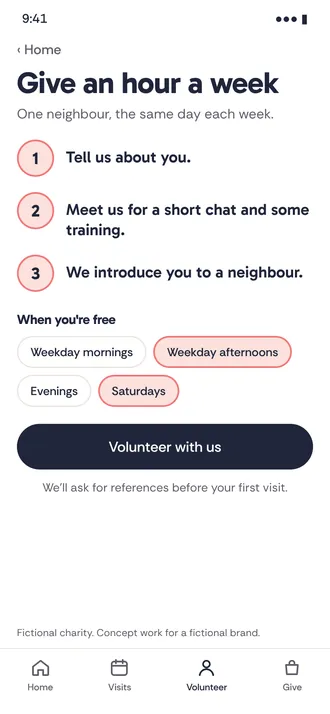 9:41
‹ Home
Give an hour a week
One neighbour, the same day each week.
1 Tell us about you.
2 Meet us for a short chat and some
training.
3 We introduce you to a neighbour.
When you're free
Weekday mornings Weekday afternoons
Evenings Saturdays
Volunteer with us
We'll ask for references before your first visit.
Fictional charity. Concept work for a fictional brand.
Home Visits Volunteer Give